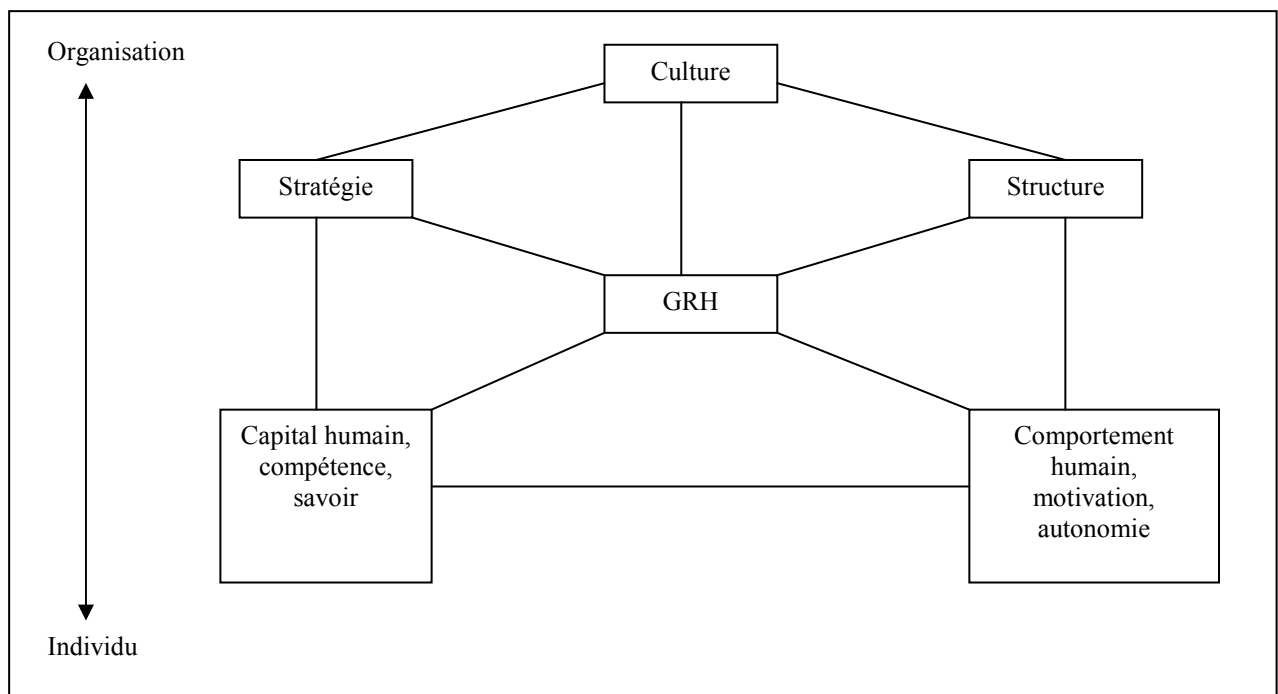 Organisation
Culture
Stratégie
Structure
GRH
Capital humain,
compétence,
savoir
Comportement
humain,
motivation,
autonomie
Individu